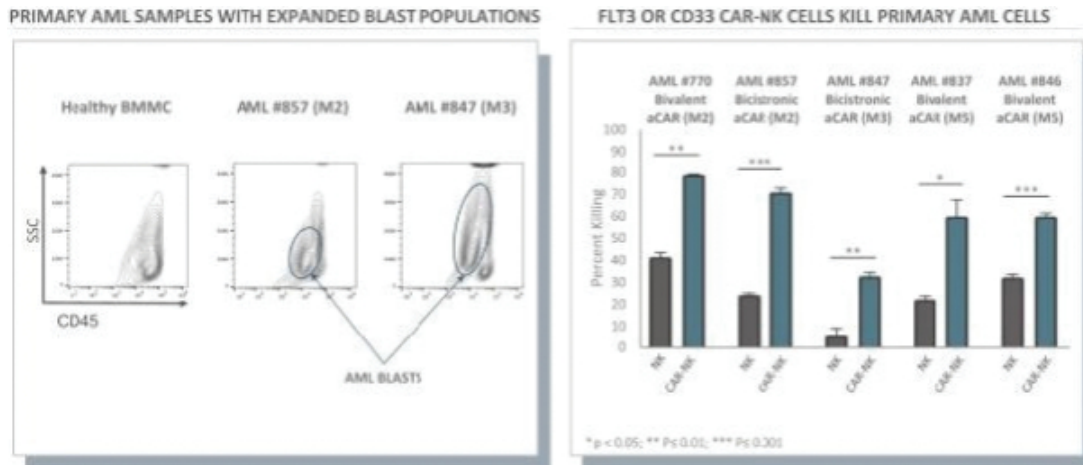 PRIMARY AML SAMPLES WITH EXPANDED BLAST POPULATIONS
Healthy BMMC
AML #857 (M2)
AML #847 (M3)
SSC
CD45
AML BLASTS
FLT3 OR CD33 CAR-NK CELLS KILL PRIMARY AML CELLS
AML #770
Bivalent
aCAR (M2)
AML #857
Bicistronic
aCAR (M2)
AML #847
Bicistronic
aCAR (M3)
AML #837
Bivalent
aCAR (M5)
AML #846
Bivalent
aCAR (M5)
Percent Killing
100
90
80
70
60
50
40
30
20
10
0
**
***
**
*
***
NK
CAR-NK
NK
CAR-NK
NK
CAR-NK
NK
CAR-NK
NK
CAR-NK
* p < 0.05; ** P≤ 0.01; *** P≤ 0.001